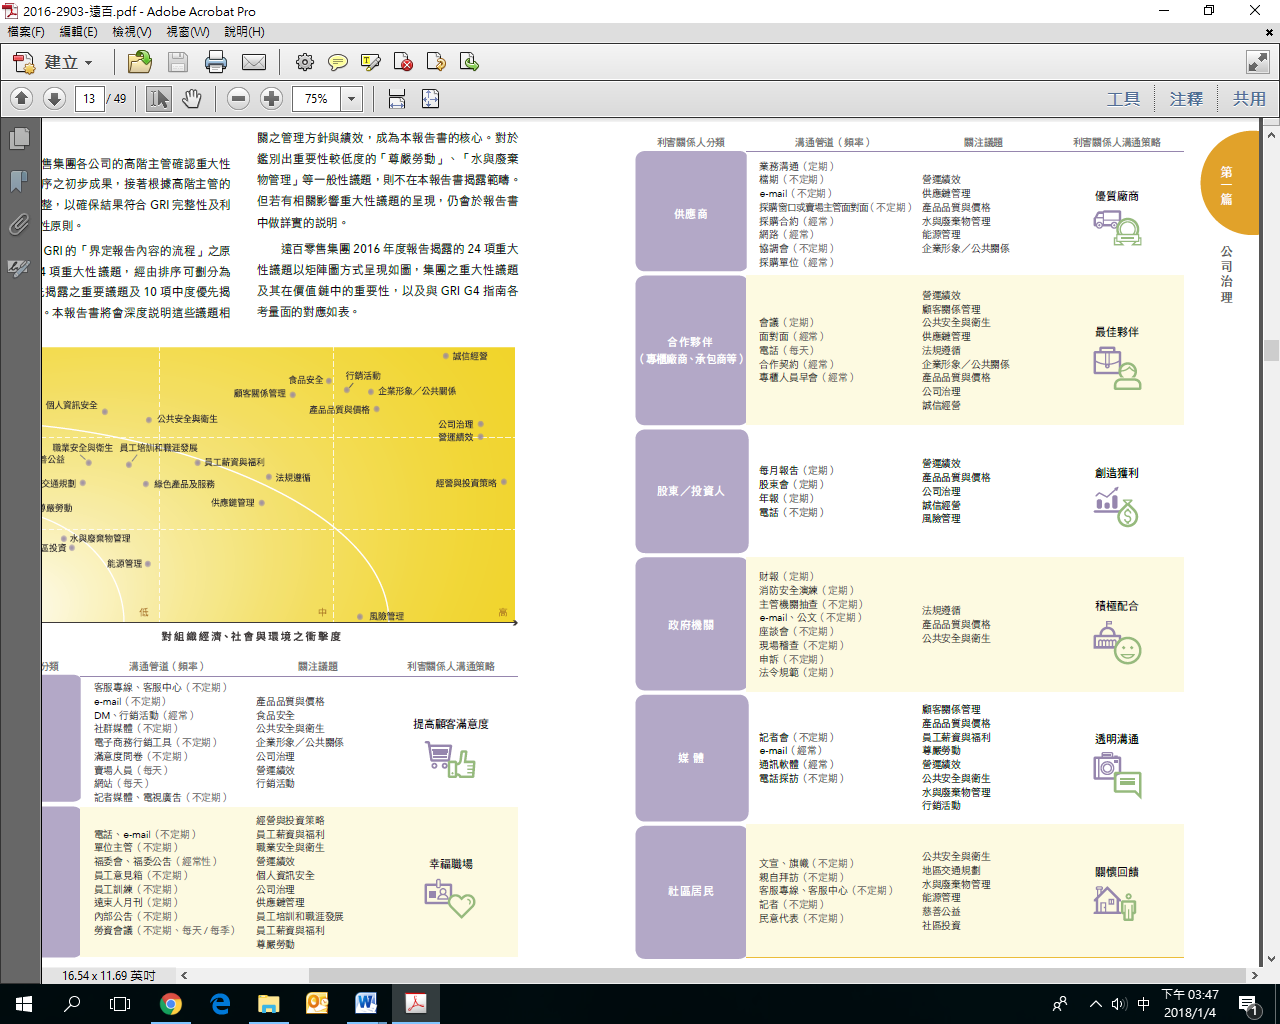 2016-2903-遠百.pdf - Adobe Acrobat Pro
檔案(F) 編輯(E) 檢視(V) 視窗(W) 說明(H)
建立
13 / 49 75% 工具 註釋 共用
售集團各公司的高階主管確認重大性
序之初步成果，接著根據高階主管的
整，以確保結果符合 GRI 完整性及利
性原則。
GRI 的「界定報告內容的流程」之原
4 項重大性議題，經由排序可劃分為
揭露之重要議題及 10 項中度優先揭
。本報告書將會深度說明這些議題相
關之管理方針與績效，成為本報告書的核心。對於
鑑別出重要性較低度的「尊嚴勞動」、「水與廢棄
物管理」等一般性議題，則不在本報告書揭露範疇。
但若有相關影響重大性議題的呈現，仍會於報告書
中做詳實的說明。
遠百零售集團 2016 年度報告揭露的 24 項重大
性議題以矩陣圖方式呈現如圖，集團之重大性議題
及其在價值鏈中的重要性，以及與 GRI G4 指南各
考量面的對應如表。
誠信經營
食品安全
行銷活動
顧客關係管理
企業形象／公共關係
個人資訊安全
產品品質與價格
公共安全與衛生
公司治理
營運績效
職業安全與衛生
員工培訓和職涯發展
善公益
員工薪資與福利
交通規劃
綠色產品及服務
法規遵循
經營與投資策略
供應鏈管理
尊嚴勞動
水與廢棄物管理
區投資
能源管理
風險管理
低 中 高
對組織經濟、社會與環境之衝擊度
分類 溝通管道（頻率） 關注議題 利害關係人溝通策略
客服專線、客服中心（不定期）
e-mail（不定期）
DM、行銷活動（經常）
社群媒體（不定期）
電子商務行銷工具（不定期）
滿意度問卷（不定期）
賣場人員（每天）
網站（每天）
記者媒體、電視廣告（不定期）
產品品質與價格
食品安全
公共安全與衛生
企業形象／公共關係
公司治理
營運績效
行銷活動
提高顧客滿意度
電話、e-mail（不定期）
單位主管（不定期）
福委會、福委公告（經常性）
員工意見箱（不定期）
員工訓練（不定期）
遠東人月刊（定期）
內部公告（不定期）
勞資會議（不定期、每天 / 每季）
經營與投資策略
員工薪資與福利
職業安全與衛生
營運績效
個人資訊安全
公司治理
供應鏈管理
員工培訓和職涯發展
員工薪資與福利
尊嚴勞動
幸福職場
利害關係人分類 溝通管道（頻率） 關注議題 利害關係人溝通策略
供應商
業務溝通（定期）
檔期（不定期）
e-mail（不定期）
採購窗口或賣場主管面對面（不定期）
採購合約（經常）
網路（經常）
協調會（不定期）
採購單位（經常）
營運績效
供應鏈管理
產品品質與價格
水與廢棄物管理
能源管理
企業形象／公共關係
優質廠商
合作夥伴
（專櫃廠商、承包商等）
會議（定期）
面對面（經常）
電話（每天）
合作契約（經常）
專櫃人員早會（經常）
營運績效
顧客關係管理
公共安全與衛生
供應鏈管理
法規遵循
企業形象／公共關係
產品品質與價格
公司治理
誠信經營
最佳夥伴
股東／投資人
每月報告（定期）
股東會（定期）
年報（定期）
電話（不定期）
營運績效
產品品質與價格
公司治理
誠信經營
風險管理
創造獲利
政府機關
財報（定期）
消防安全演練（定期）
主管機關抽查（不定期）
e-mail、公文（不定期）
座談會（不定期）
現場稽查（不定期）
申訴（不定期）
法令規範（定期）
法規遵循
產品品質與價格
公共安全與衛生
積極配合
媒 體
記者會（不定期）
e-mail（經常）
通訊軟體（經常）
電話採訪（不定期）
顧客關係管理
產品品質與價格
員工薪資與福利
尊嚴勞動
營運績效
公共安全與衛生
水與廢棄物管理
行銷活動
透明溝通
社區居民
文宣、旗幟（不定期）
親自拜訪（不定期）
客服專線、客服中心（不定期）
記者（不定期）
民意代表（不定期）
公共安全與衛生
地區交通規劃
水與廢棄物管理
能源管理
慈善公益
社區投資
關懷回饋
第一篇
公司治理
16.54 x 11.69 英吋
中
下午 03:47
2018/1/4
1